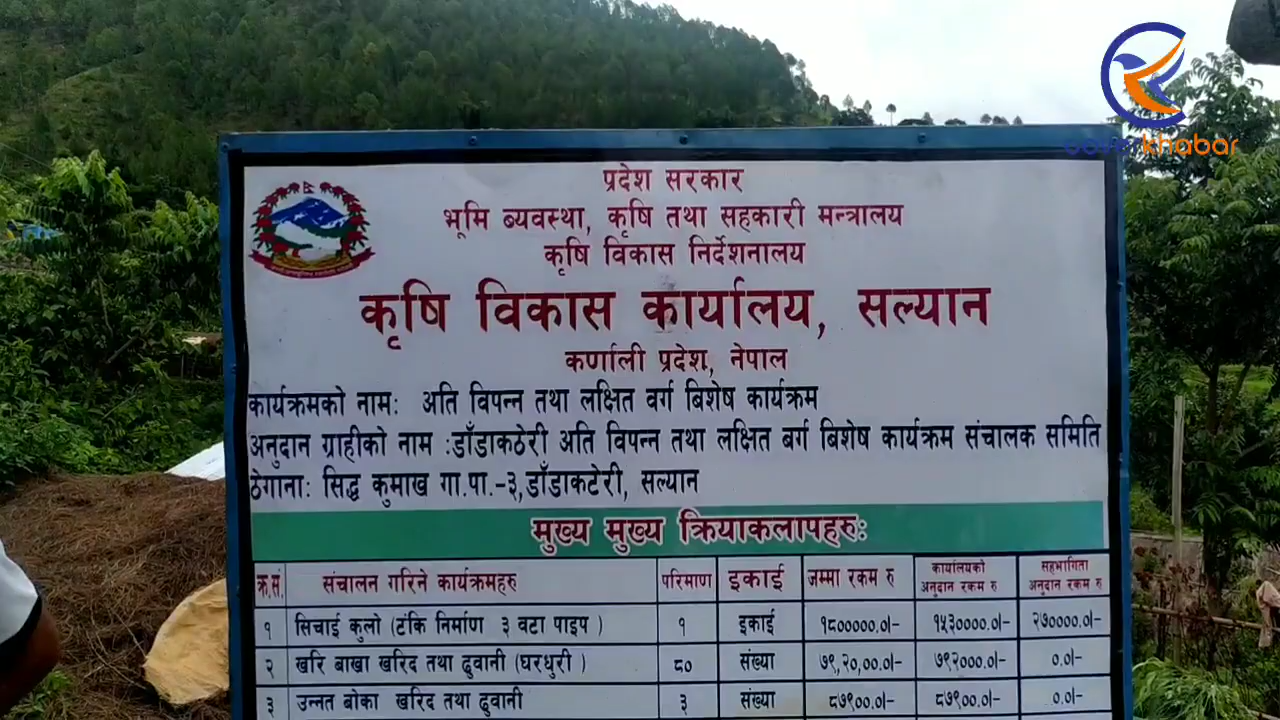 khabar
प्रदेश सरकार
भूमि ब्यवस्था, कृषि तथा सहकारी मन्त्रालय
कृषि विकास निर्देशनालय
कृषि विकास कार्यालय, सल्यान
कर्णाली प्रदेश, नेपाल
कार्यक्रमको नामः अति विपन्न तथा लक्षित वर्ग बिशेष कार्यक्रम
अनुदान ग्राहीको नाम :डाँडाकठेरी अति विपन्न तथा लक्षित बर्ग बिशेष कार्यक्रम संचालक समिति
ठेगानाः सिद्ध कुमाख गा.पा.-३,डाँडाकटेरी, सल्यान
मुख्य मुख्य क्रियाकलापहरुः
क्र.सं. संचालन गरिने कार्यक्रमहरु परिमाण इकाई जम्मा रकम रु कार्यालयको अनुदान रकम रु सहभागिता अनुदान रकम रु
१ सिचाई कुलो (टंकि निर्माण ३ वटा पाइप ) १ इकाई १८०००००.०।- १५३००००.०।- २७००००.०।-
२ खरि बाखा खरिद तथा ढुवानी (घरधुरी ) ८० संख्या ७९,२०,००.०।- ७९२०००.०।- ०.०।-
३ उन्नत बोका खरिद तथा ढुवानी ३ संख्या ८७९००.०।- ८७९००.०।- ०.०।-